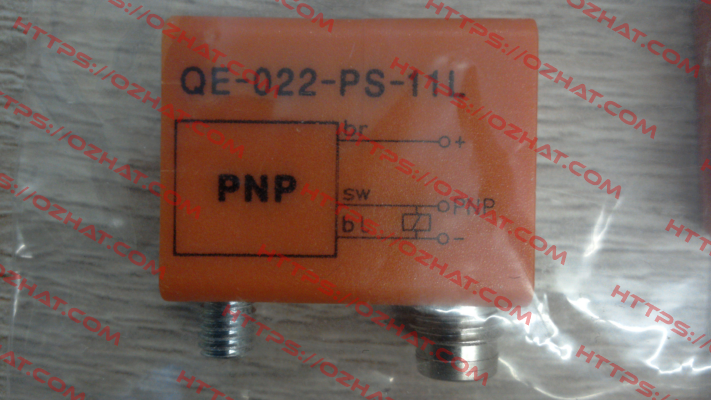 QE-022-PS-11L
br
+
PNP
sw
PNP
bl
-
HTTPS://OZHAT.COM